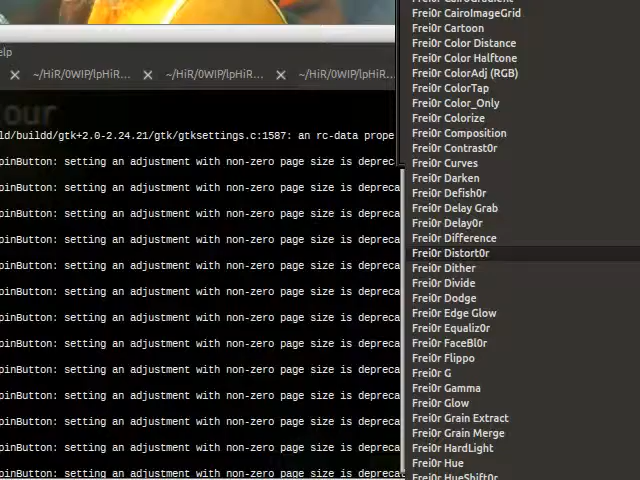 Frei0r CairoImageGrid
Frei0r Cartoon
Frei0r Color Distance
Frei0r Color Halftone
Frei0r ColorAdj (RGB)
Frei0r ColorTap
Frei0r Color_Only
Frei0r Colorize
Frei0r Composition
Frei0r Contrast0r
Frei0r Curves
Frei0r Darken
Frei0r Defish0r
Frei0r Delay Grab
Frei0r Delay0r
Frei0r Difference
Frei0r Distort0r
Frei0r Dither
Frei0r Divide
Frei0r Dodge
Frei0r Edge Glow
Frei0r Equaliz0r
Frei0r FaceBl0r
Frei0r Flippo
Frei0r G
Frei0r Gamma
Frei0r Glow
Frei0r Grain Extract
Frei0r Grain Merge
Frei0r HardLight
Frei0r Hue
Frei0r HueShift0r
elp
~/HiR/0WIP/lpHiR... ~/HiR/0WIP/lpHiR... ~/HiR/0WIP/lpHiR...
our
ld/buildd/gtk+2.0-2.24.21/gtk/gtksettings.c:1587: an rc-data prope
pinButton: setting an adjustment with non-zero page size is deprec
pinButton: setting an adjustment with non-zero page size is depreca
pinButton: setting an adjustment with non-zero page size is depreca
pinButton: setting an adjustment with non-zero page size is depreca
pinButton: setting an adjustment with non-zero page size is depreca
pinButton: setting an adjustment with non-zero page size is depreca
pinButton: setting an adjustment with non-zero page size is depreca
pinButton: setting an adjustment with non-zero page size is depreca
pinButton: setting an adjustment with non-zero page size is depreca
pinButton: setting an adjustment with non-zero page size is depreca
pinButton: setting an adjustment with non-zero page size is depreca
pinButton: setting an adjustment with non-zero page size is depreca
pinButton: setting an adjustment with non-zero page size is depreca